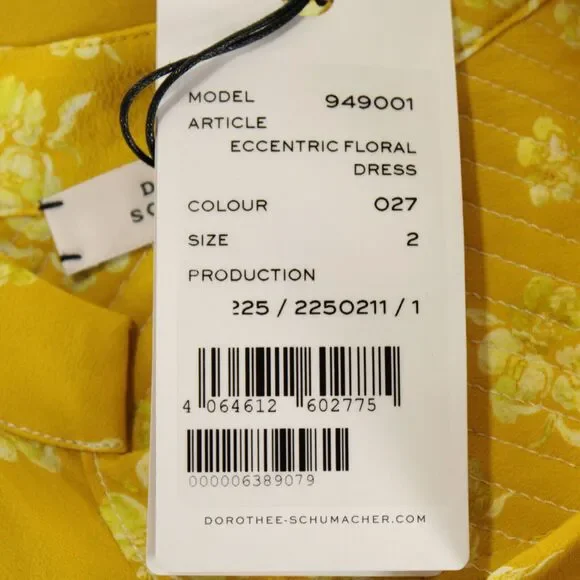 MODEL 949001
ARTICLE
ECCENTRIC FLORAL
DRESS
COLOUR 027
SIZE 2
PRODUCTION
225 / 2250211 / 1
4 064612 602775
000006389079
DOROTHEE-SCHUMACHER.COM
D
SC